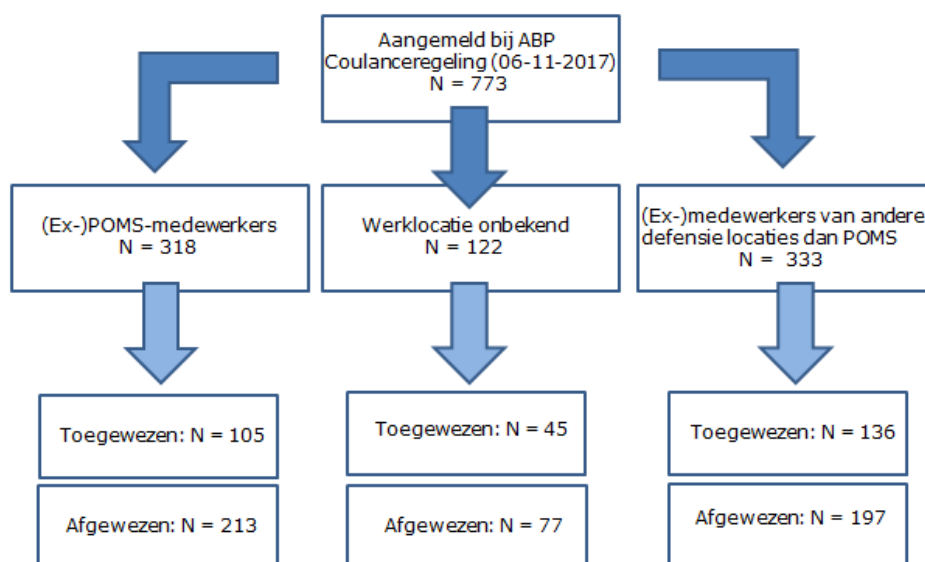 Aangemeld bij ABP
Coulanceregeling (06-11-2017)
N = 773
(Ex-)POMS-medewerkers
N = 318
Werklocatie onbekend
N = 122
(Ex-)medewerkers van andere
defensie locaties dan POMS
N = 333
Toegewezen: N = 105
Afgewezen: N = 213
Toegewezen: N = 45
Afgewezen: N = 77
Toegewezen: N = 136
Afgewezen: N = 197